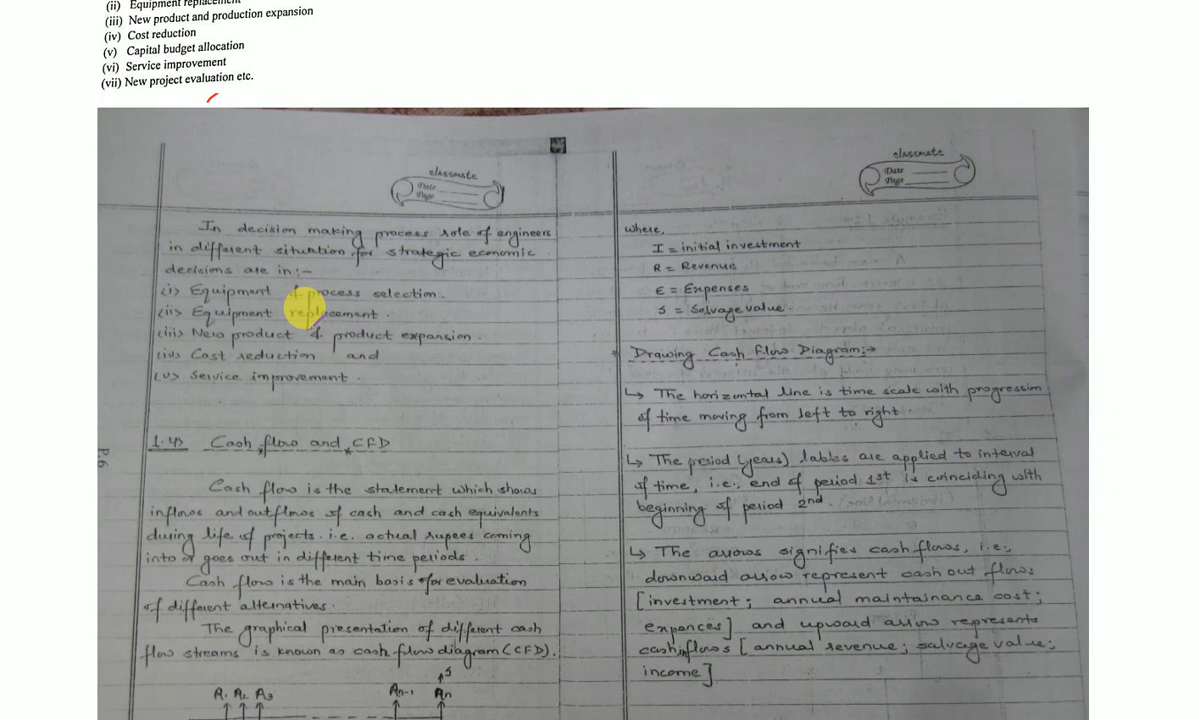 (ii) Equipment replacement
(iii) New product and production expansion
(iv) Cost reduction
(v) Capital budget allocation
(vi) Service improvement
(vii) New project evaluation etc.
classmate
Date
Page
In decision making process role of engineers
in different situation for strategic economic
decisions are in:-
(i) Equipment & process selection.
(ii) Equipment replacement.
(iii) New product & product expansion.
(iv) Cost reduction and
(v) Service improvement.
1.4) Cash flow and CFD
Cash flow is the statement which shows
inflows and outflows of cash and cash equivalents
during life of projects. i.e. actual rupees coming
into or goes out in different time periods.
Cash flow is the main basis for evaluation
of different alternatives.
The graphical presentation of different cash
flow streams is known as cash flow diagram (CFD).
S
A1 A2 A3 An-1 An
P.6
classmate
Date
Page
where,
I = initial investment
R = Revenue
E = Expenses
S = Salvage value.
Drawing Cash Flow Diagram:→
↳ The horizontal line is time scale with progression
of time moving from left to right.
↳ The period (years) lables are applied to interval
of time, i.e., end of period 1st is coinciding with
beginning of period 2nd.
↳ The arrows signifies cash flows, i.e.,
downward arrow represent cash out flows
[investment; annual maintainance cost;
expances] and upward arrow represents
cash inflows [annual revenue; salvage value;
income]